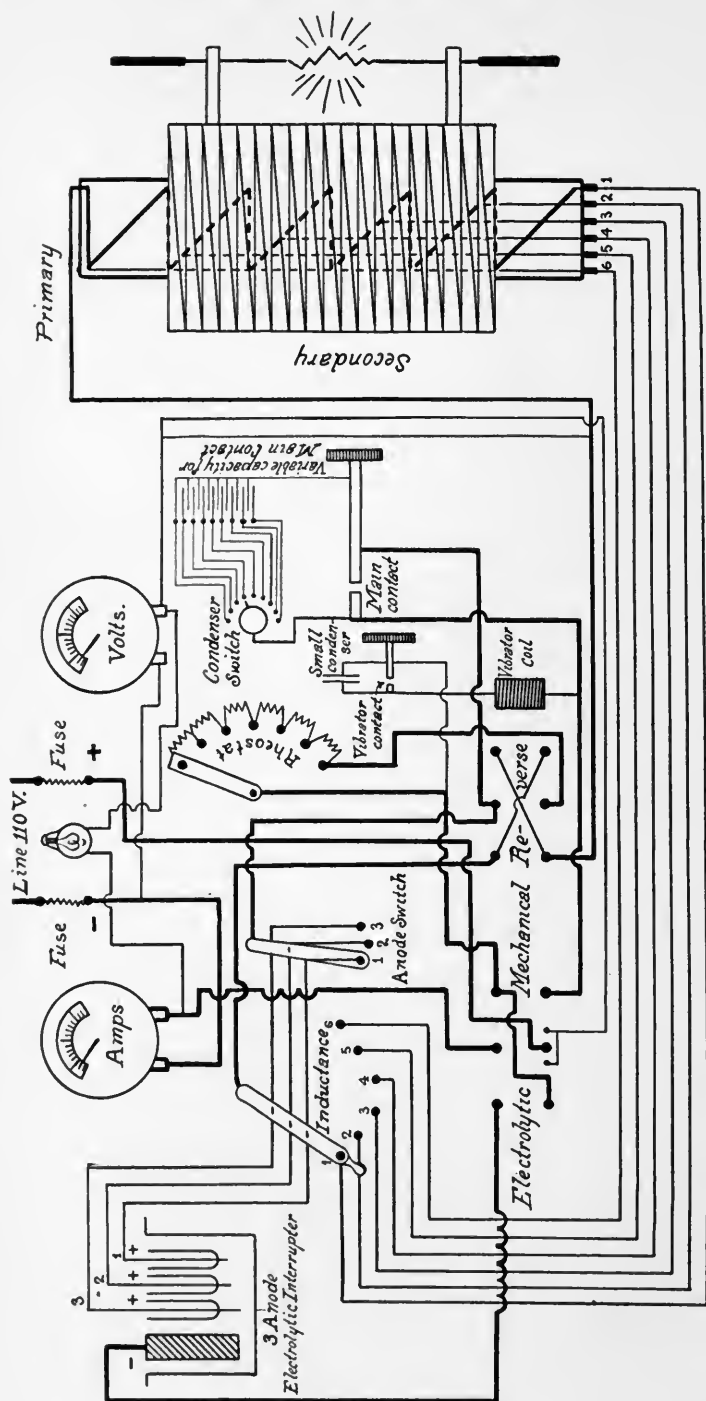 Primary
Secondary
1
2
3
4
5
6
Variable capacity for
Main Contact
Volts.
Condenser
Switch
Main
contact
Small
conden-
ser
Vibrator
contact
Vibrator
Coil
Rheostat
Line 110 V.
Fuse
+
Fuse
-
Amps
Re-verse
Mechanical
Electrolytic
Anode Switch
1
2
3
Inductance
1
2
3
4
5
6
3
- 2
1
+
+
+
-
3 Anode
Electrolytic Interrupter